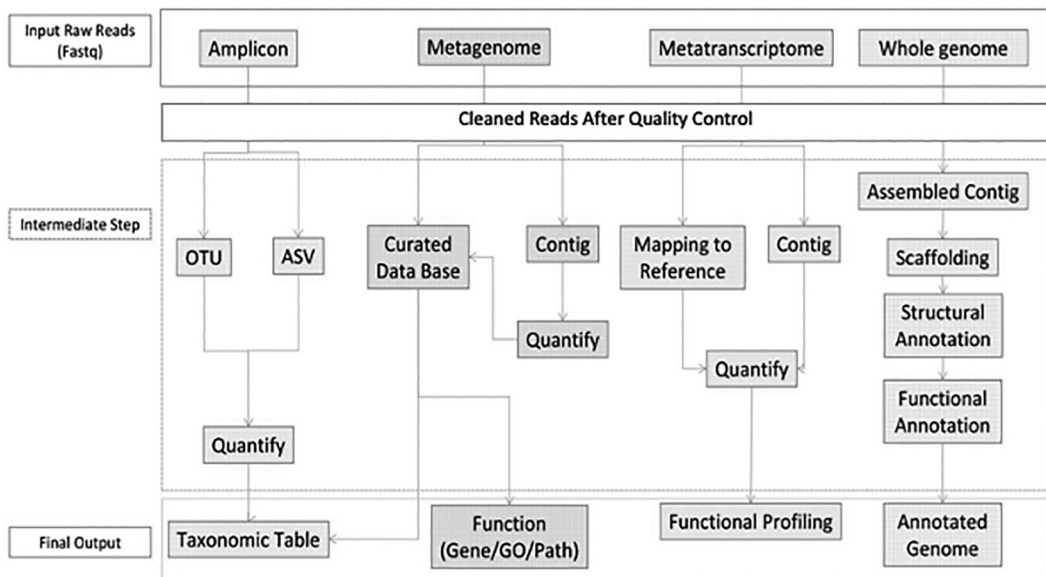 Input Raw Reads
(Fastq)
Amplicon
Metagenome
Metatranscriptome
Whole genome
Cleaned Reads After Quality Control
Intermediate Step
Assembled Contig
OTU
ASV
Curated
Data Base
Contig
Mapping to
Reference
Contig
Scaffolding
Quantify
Structural
Annotation
Quantify
Functional
Annotation
Quantify
Final Output
Taxonomic Table
Function
(Gene/GO/Path)
Functional Profiling
Annotated
Genome